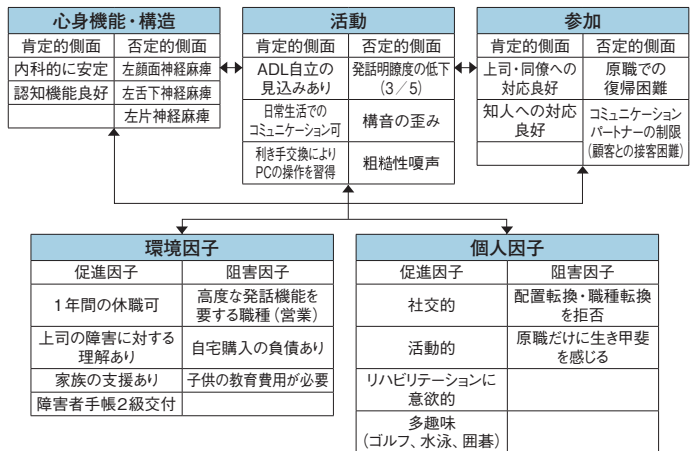 心身機能・構造
肯定的側面 否定的側面
内科的に安定 左顔面神経麻痺
認知機能良好 左舌下神経麻痺
左片神経麻痺
活動
肯定的側面 否定的側面
ADL自立の
見込みあり
発話明瞭度の低下
(3/5)
日常生活での
コミュニケーション可
構音の歪み
利き手交換により
PCの操作を習得
粗糙性嗄声
参加
肯定的側面 否定的側面
上司・同僚への
対応良好
原職での
復帰困難
知人への対応
良好
コミュニケーション
パートナーの制限
(顧客との接客困難)
環境因子
促進因子 阻害因子
1年間の休職可
高度な発話機能を
要する職種(営業)
上司の障害に対する
理解あり
自宅購入の負債あり
家族の支援あり 子供の教育費用が必要
障害者手帳2級交付
個人因子
促進因子 阻害因子
社交的
配置転換・職種転換
を拒否
活動的
原職だけに生き甲斐
を感じる
リハビリテーションに
意欲的
多趣味
(ゴルフ、水泳、囲碁)